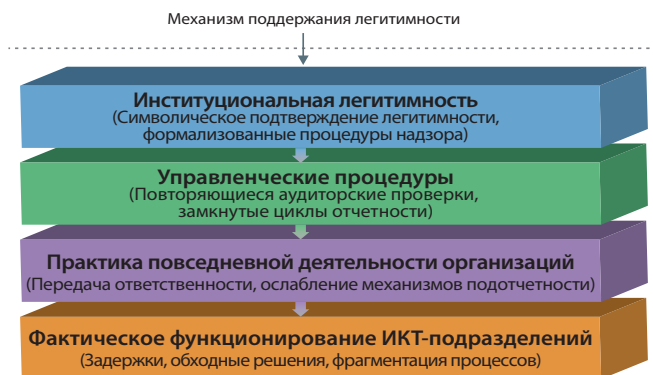 Механизм поддержания легитимности
Институциональная легитимность
(Символическое подтверждение легитимности,
формализованные процедуры надзора)
Управленческие процедуры
(Повторяющиеся аудиторские проверки,
замкнутые циклы отчетности)
Практика повседневной деятельности организаций
(Передача ответственности, ослабление механизмов подотчетности)
Фактическое функционирование ИКТ-подразделений
(Задержки, обходные решения, фрагментация процессов)